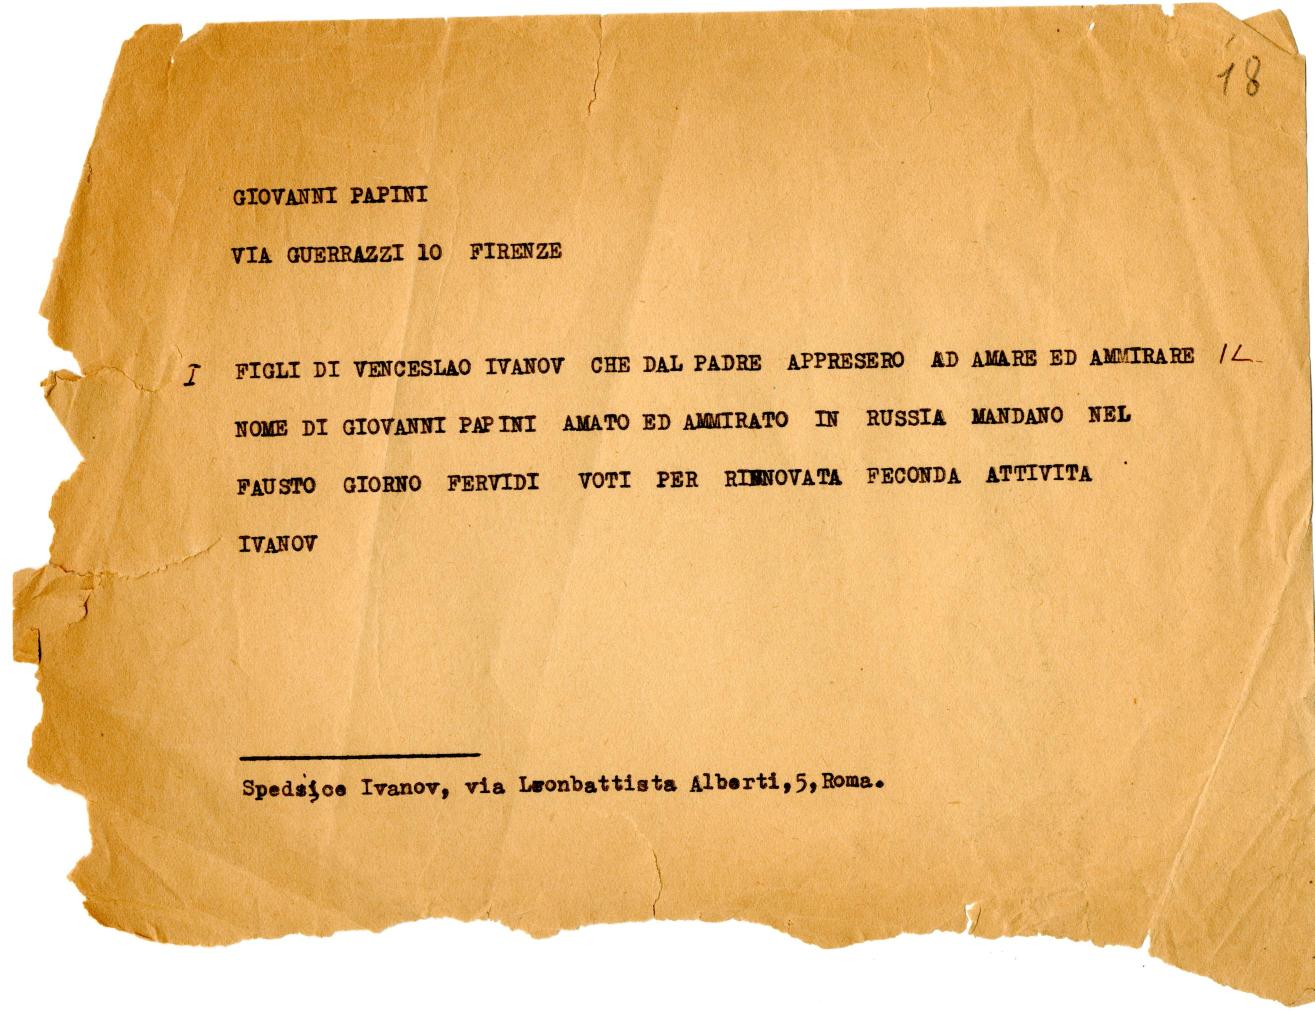 18
GIOVANNI PAPINI
VIA GUERRAZZI 10 FIRENZE
I FIGLI DI VENCESLAO IVANOV CHE DAL PADRE APPRESERO AD AMARE ED AMMIRARE IL
NOME DI GIOVANNI PAPINI AMATO ED AMMIRATO IN RUSSIA MANDANO NEL
FAUSTO GIORNO FERVIDI VOTI PER RINNOVATA FECONDA ATTIVITA
IVANOV
Ivanov, via Leonbattista Alberti,5,Roma.